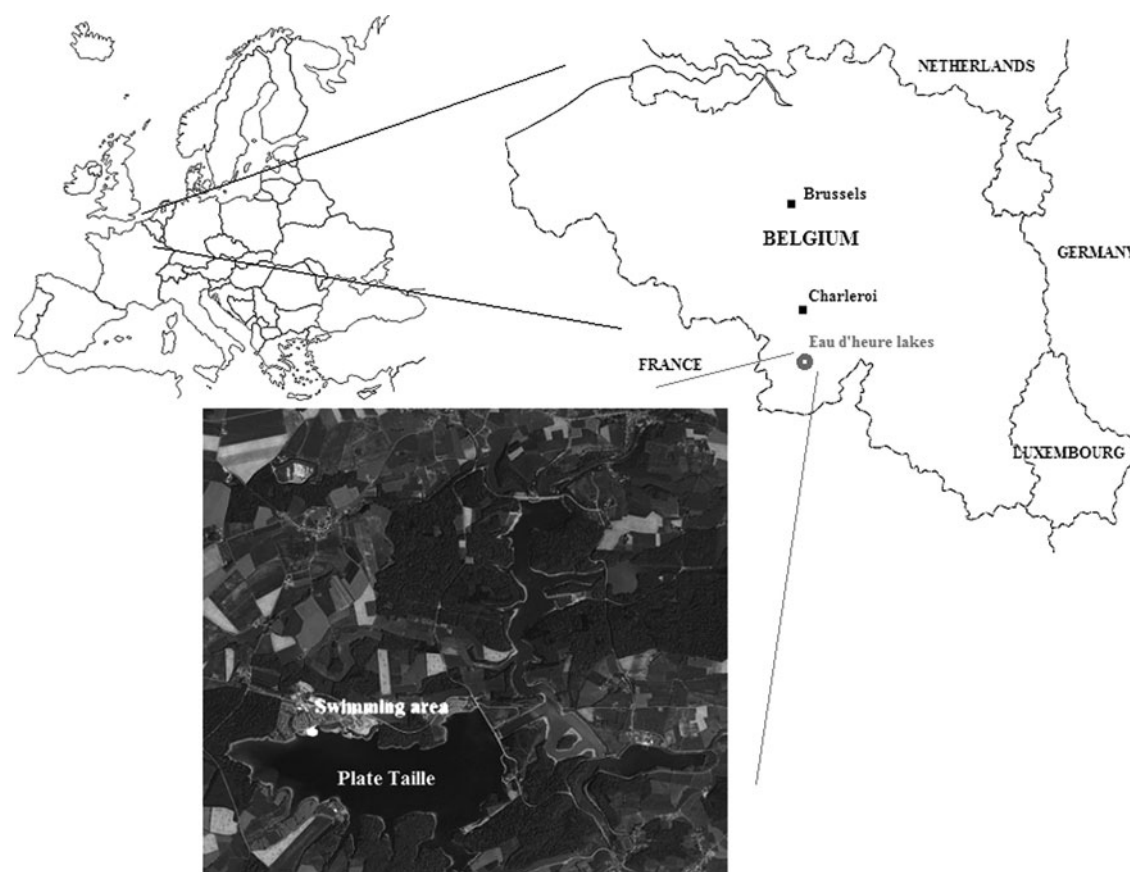 NETHERLANDS
Brussels
BELGIUM
GERMANY
Charleroi
Eau d'heure lakes
FRANCE
LUXEMBOURG
Swimming area
Plate Taille